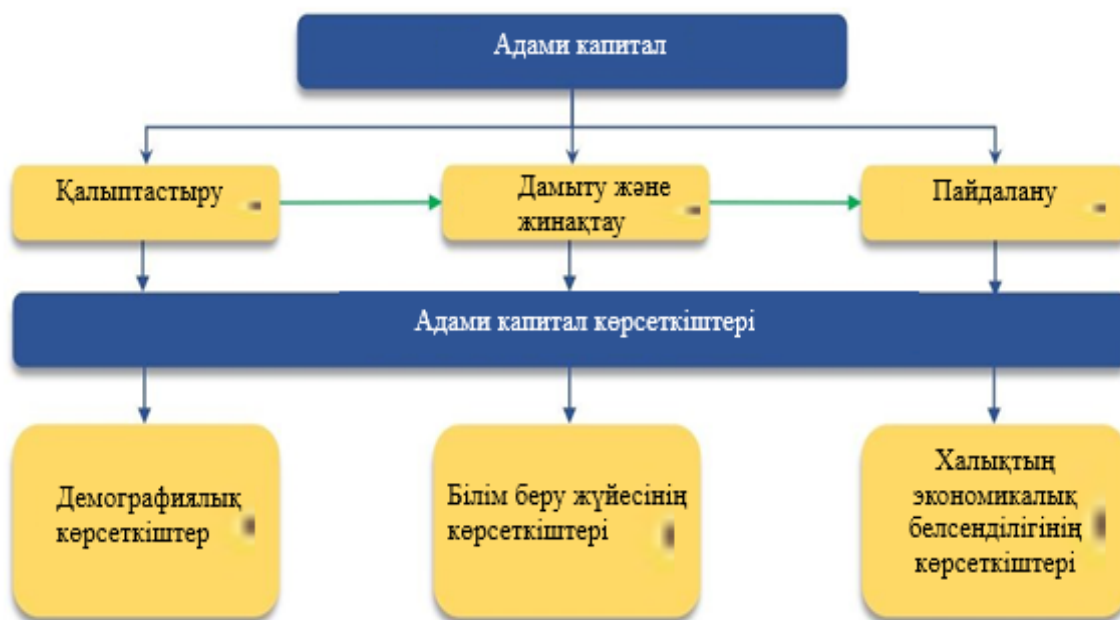 Адами капитал
Қалыптастыру
Дамыту және
жинақтау
Пайдалану
Адами капитал көрсеткіштері
Демографиялық
көрсеткіштер
Білім беру жүйесінің
көрсеткіштері
Халықтың
экономикалық
белсенділігінің
көрсеткіштері